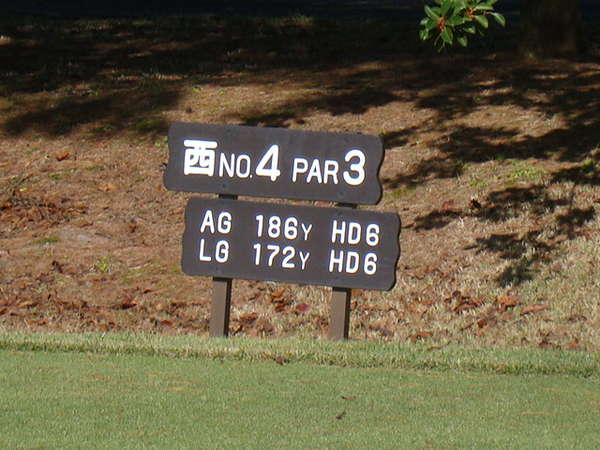 西 NO. 4 PAR 3
AG 186Y HD6
LG 172Y HD6